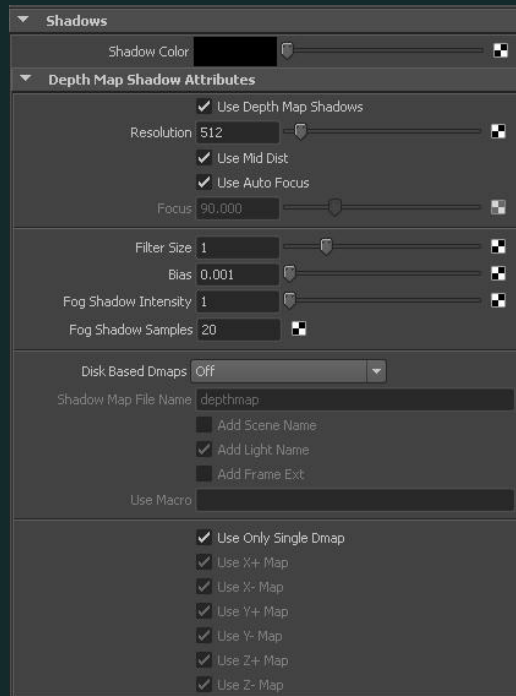 Shadows
Shadow Color
Depth Map Shadow Attributes
Use Depth Map Shadows
Resolution 512
Use Mid Dist
Use Auto Focus
Focus 90.000
Filter Size 1
Bias 0.001
Fog Shadow Intensity 1
Fog Shadow Samples 20
Disk Based Dmaps Off
Shadow Map File Name depthmap
Add Scene Name
Add Light Name
Add Frame Ext
Use Macro
Use Only Single Dmap
Use X+ Map
Use X- Map
Use Y+ Map
Use Y- Map
Use Z+ Map
Use Z- Map